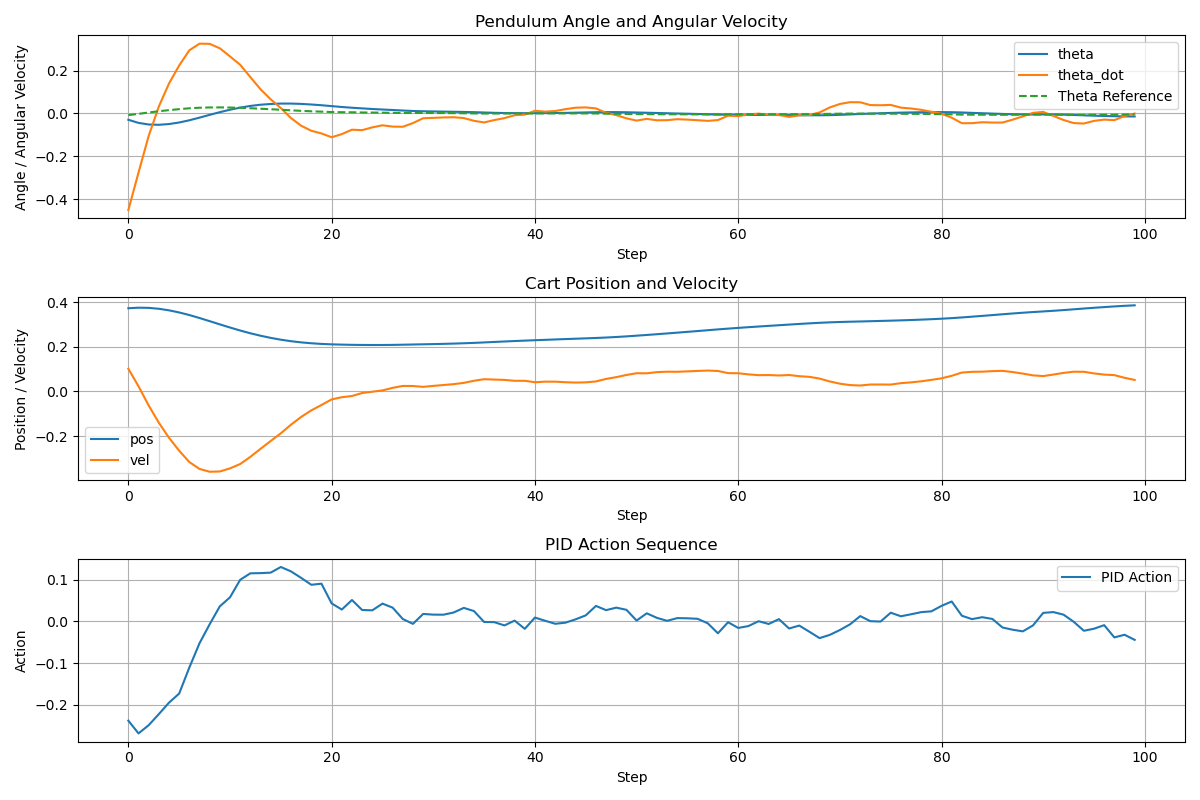 Pendulum Angle and Angular Velocity
Angle / Angular Velocity
0.2
0.0
−0.2
−0.4
theta
theta_dot
Theta Reference
0 20 40 60 80 100
Step
Cart Position and Velocity
Position / Velocity
0.4
0.2
0.0
−0.2
pos
vel
0 20 40 60 80 100
Step
PID Action Sequence
Action
0.1
0.0
−0.1
−0.2
PID Action
0 20 40 60 80 100
Step